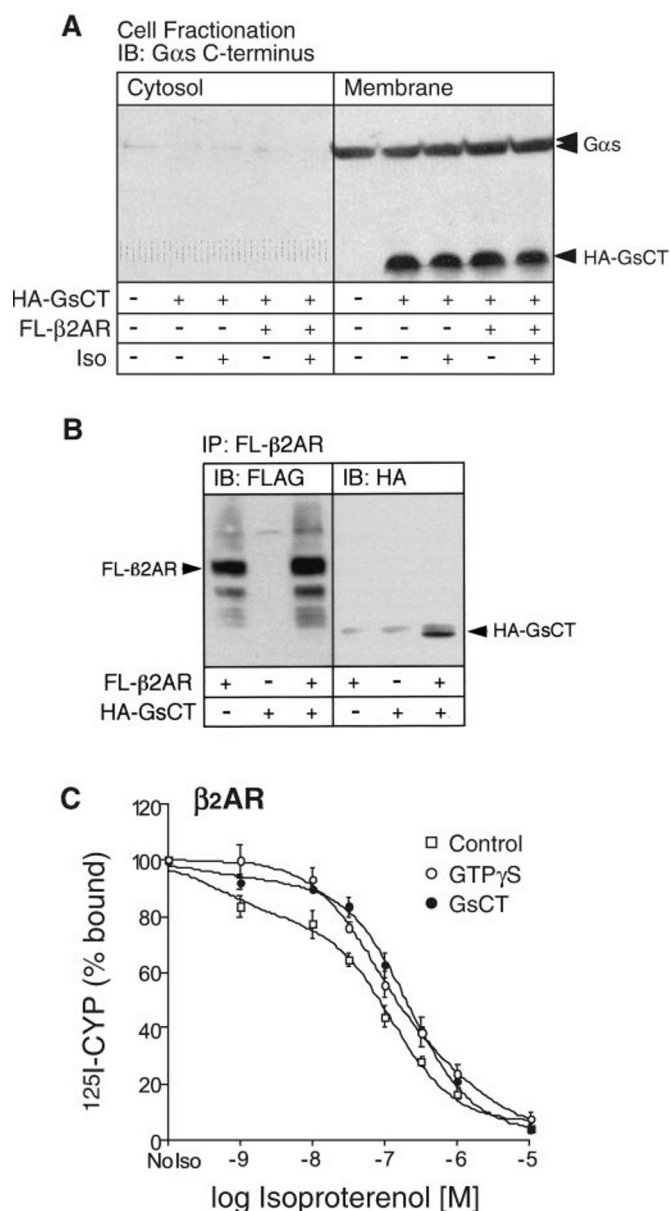 A
Cell Fractionation
IB: Gαs C-terminus
Cytosol Membrane
Gαs
HA-GsCT
HA-GsCT - + + + + - + + + +
FL-β2AR - - - + + - - - + +
Iso - - + - + - - + - +
B
IP: FL-β2AR
IB: FLAG IB: HA
FL-β2AR
HA-GsCT
FL-β2AR + - + + - +
HA-GsCT - + + - + +
C
β2AR
Control
GTPγS
GsCT
120
100
80
60
40
20
0
125I-CYP (% bound)
NoIso -9 -8 -7 -6 -5
log Isoproterenol [M]